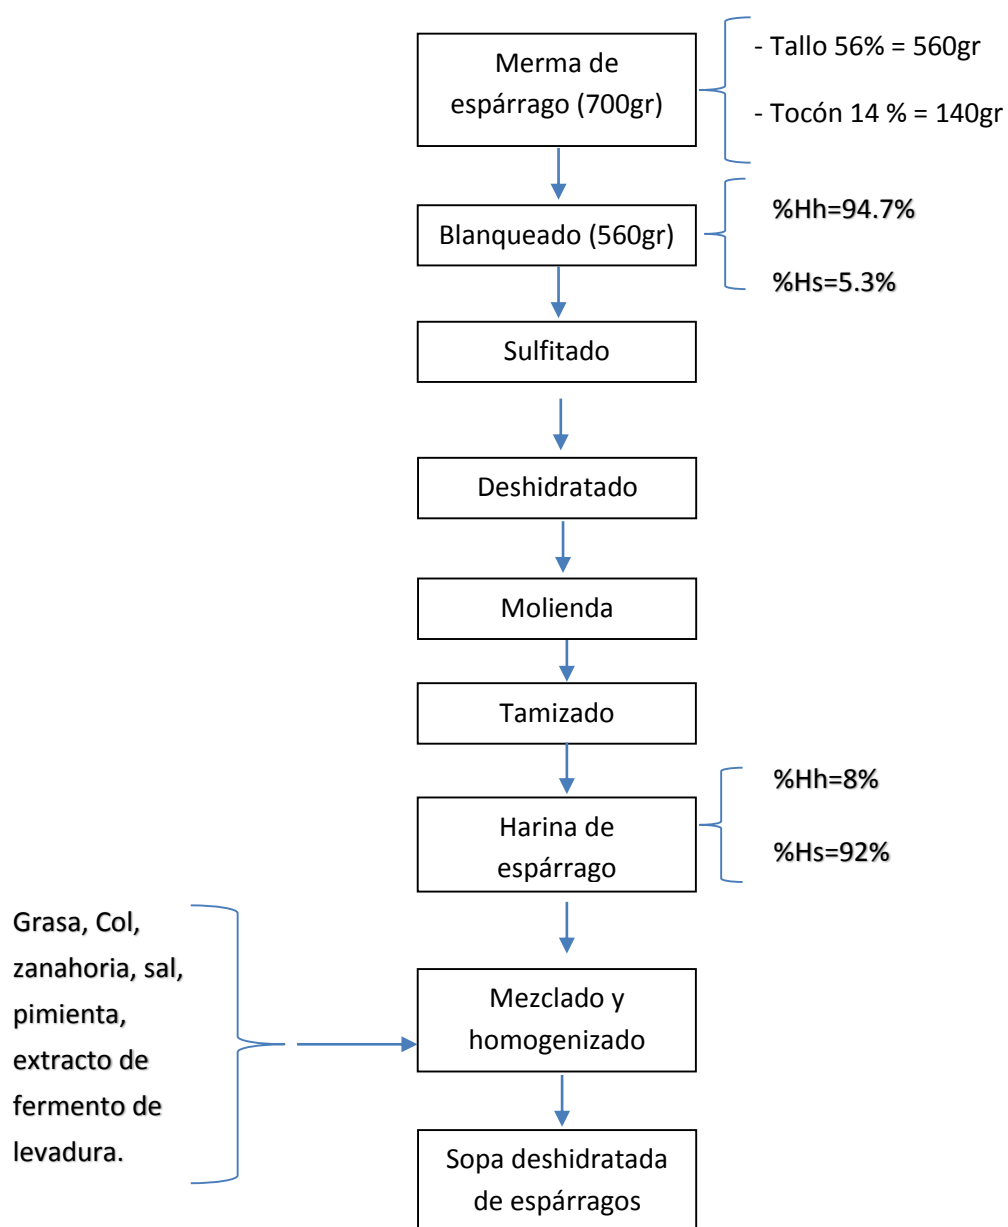 Merma de
espárrago (700gr)
- Tallo 56% = 560gr
- Tocón 14 % = 140gr
Blanqueado (560gr)
%Hh=94.7%
%Hs=5.3%
Sulfitado
Deshidratado
Molienda
Tamizado
Harina de
espárrago
%Hh=8%
%Hs=92%
Grasa, Col,
zanahoria, sal,
pimienta,
extracto de
fermento de
levadura.
Mezclado y
homogenizado
Sopa deshidratada
de espárragos